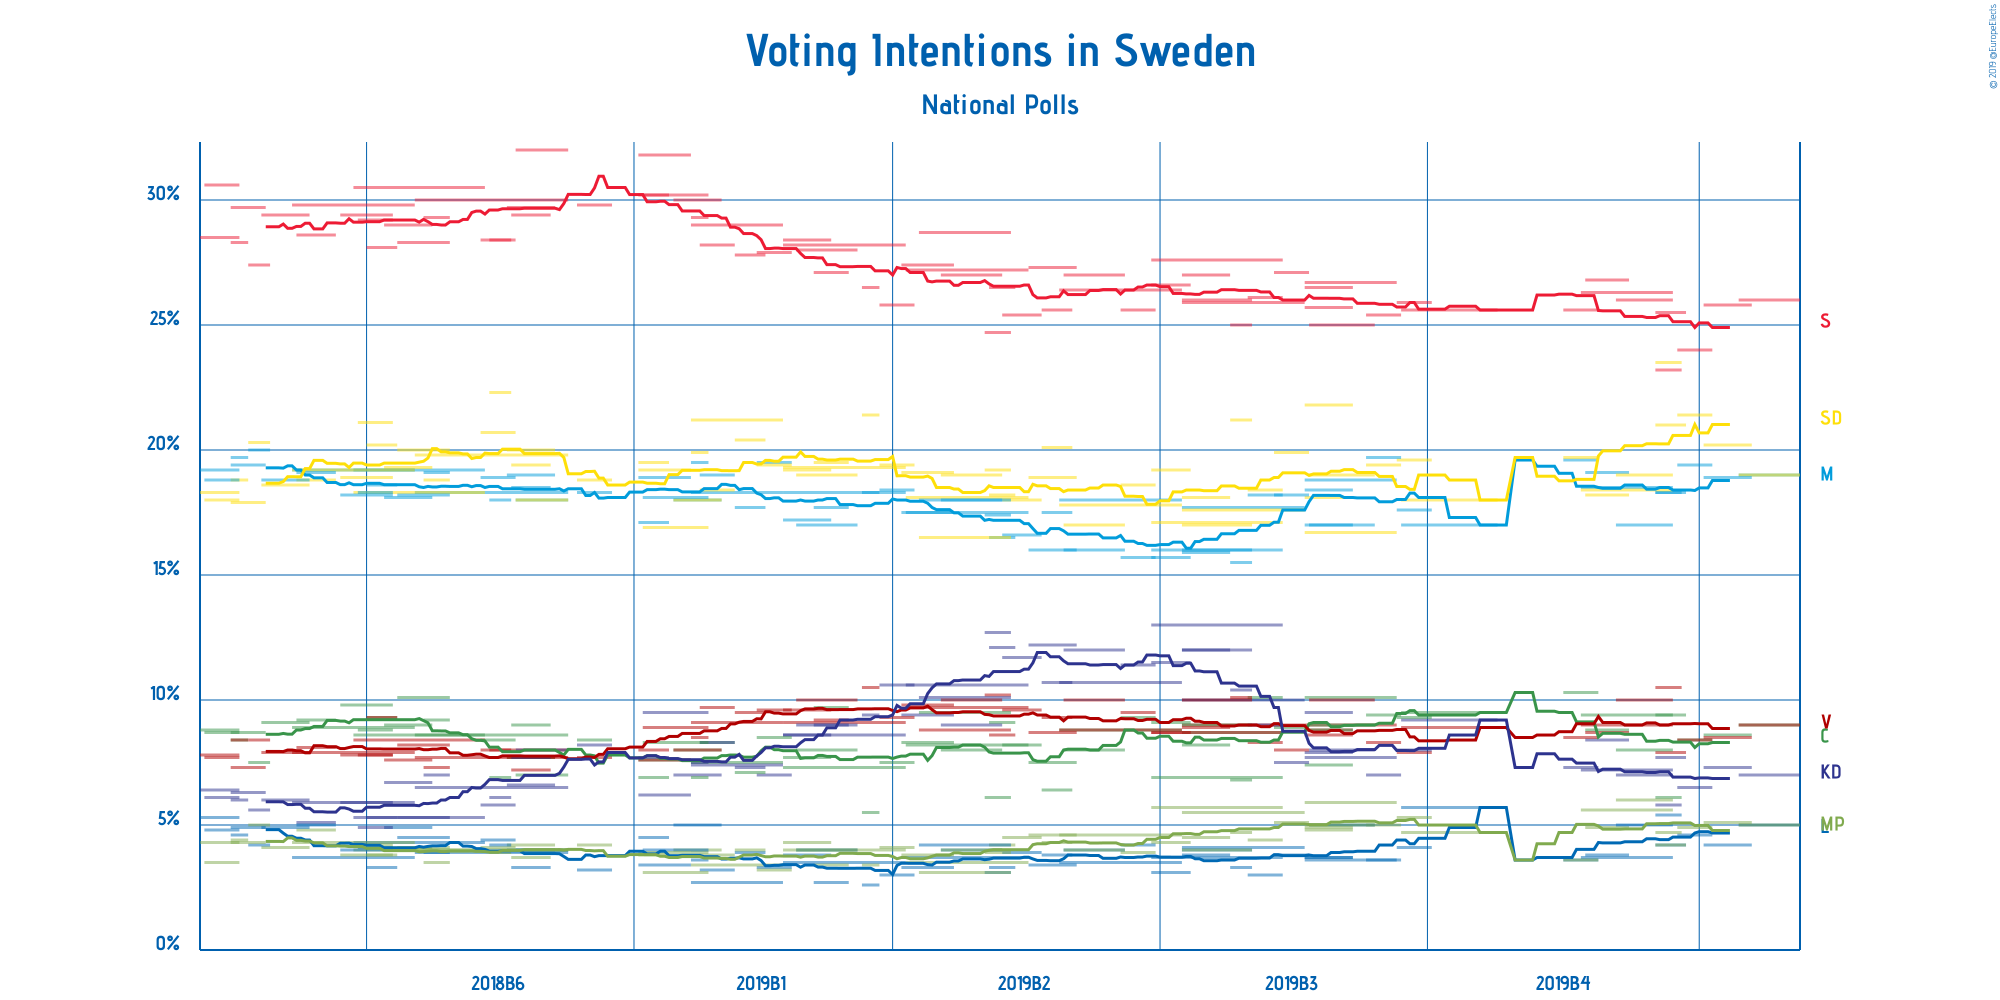 © 2019 @EuropeElects
Voting Intentions in Sweden
National Polls
30%
25%
S
SD
20%
M
15%
10%
V
C
KD
5%
MP
L
0%
2018B6 2019B1 2019B2 2019B3 2019B4